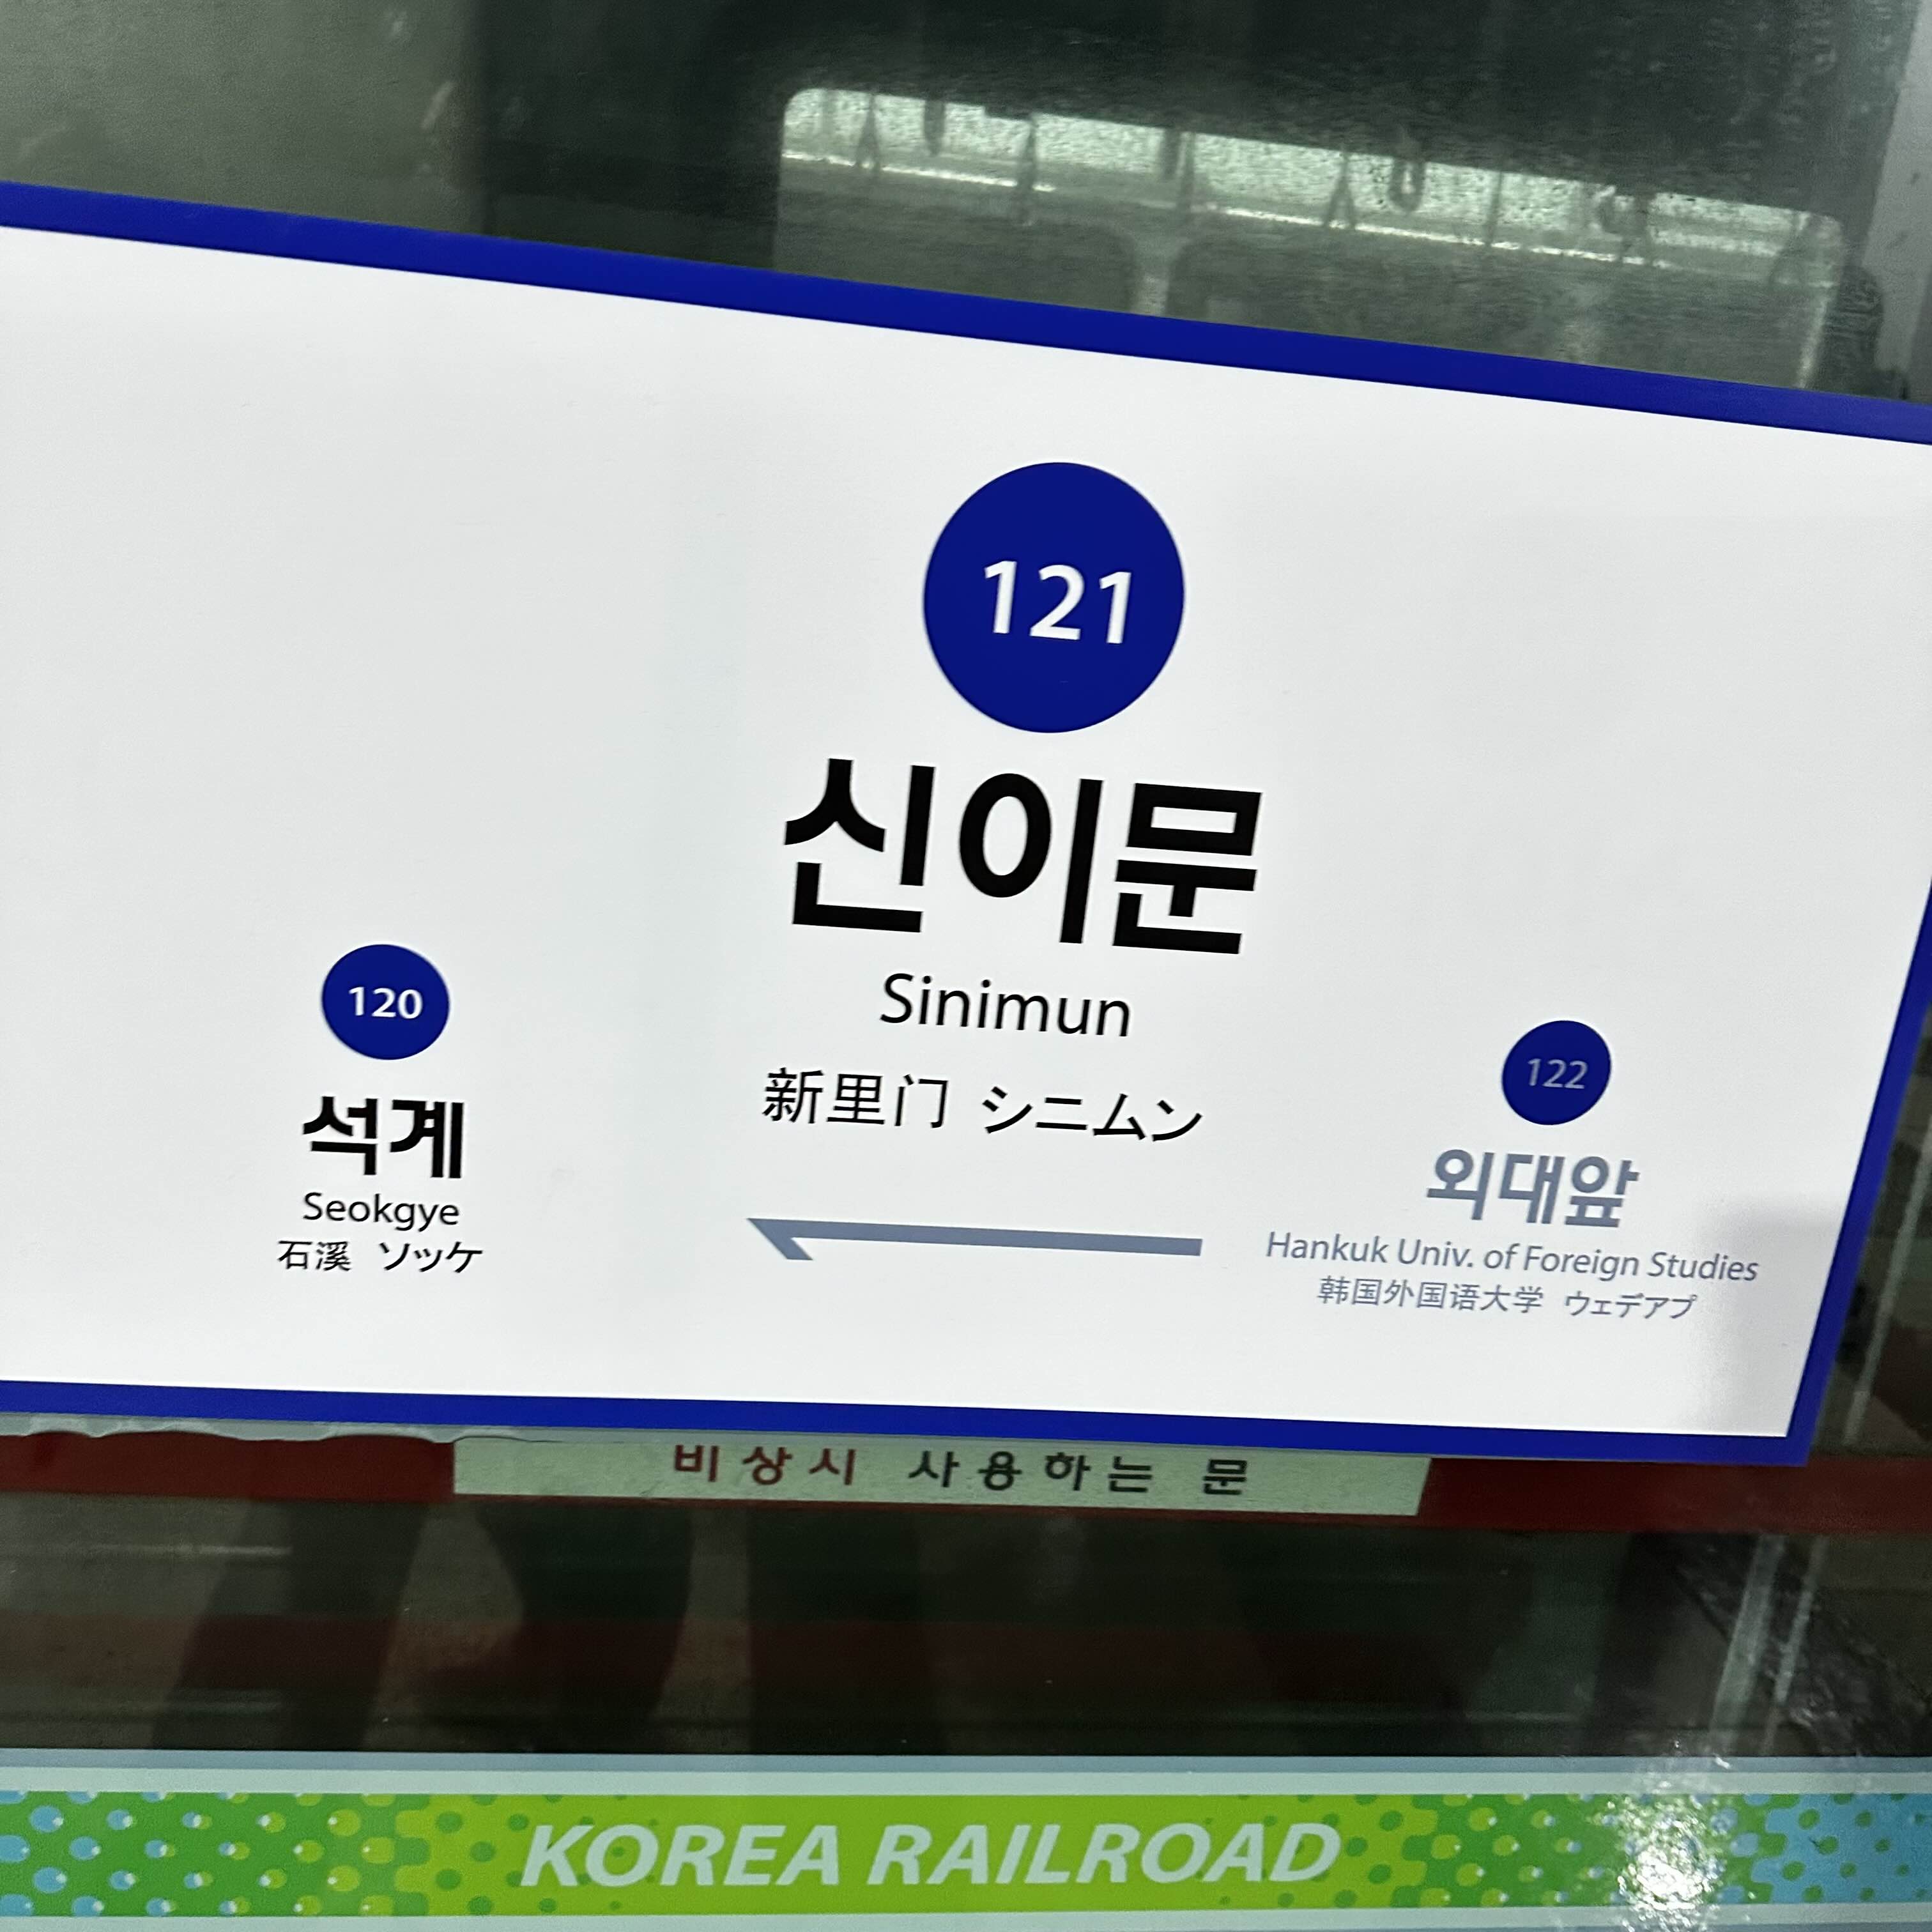 121
신이문
Sinimun
新里门 シニムン
120
석계
Seokgye
石溪 ソッケ
122
외대앞
Hankuk Univ. of Foreign Studies
韩国外国语大学 ウェデアプ
비상시 사용하는 문
KOREA RAILROAD